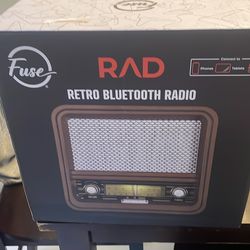 Fuse
RAD
Connect to
Phones
Tablets
RETRO BLUETOOTH RADIO